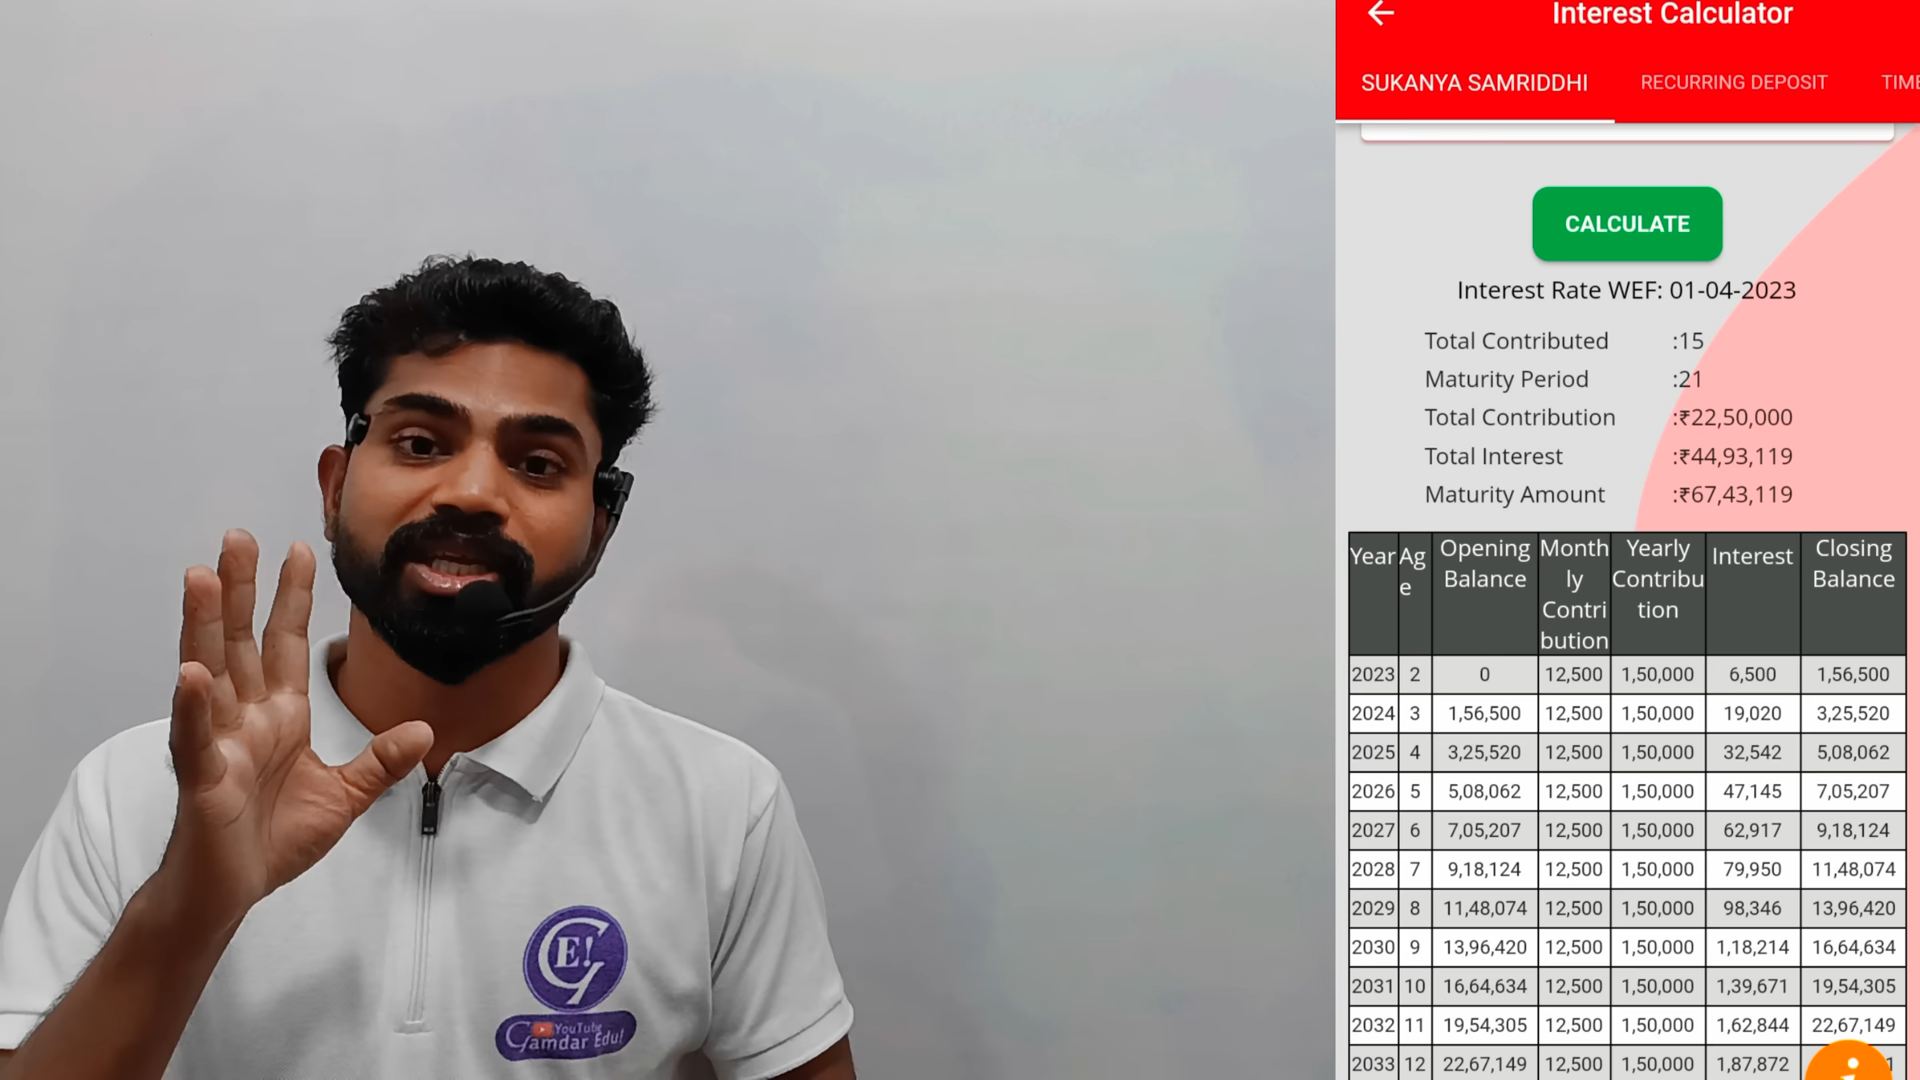 Interest Calculator
SUKANYA SAMRIDDHI RECURRING DEPOSIT TIME
CALCULATE
Interest Rate WEF: 01-04-2023
Total Contributed :15
Maturity Period :21
Total Contribution :₹22,50,000
Total Interest :₹44,93,119
Maturity Amount :₹67,43,119
Year Age Opening Balance Monthly Contribution Yearly Contribution Interest Closing Balance
2023 2 0 12,500 1,50,000 6,500 1,56,500
2024 3 1,56,500 12,500 1,50,000 19,020 3,25,520
2025 4 3,25,520 12,500 1,50,000 32,542 5,08,062
2026 5 5,08,062 12,500 1,50,000 47,145 7,05,207
2027 6 7,05,207 12,500 1,50,000 62,917 9,18,124
2028 7 9,18,124 12,500 1,50,000 79,950 11,48,074
2029 8 11,48,074 12,500 1,50,000 98,346 13,96,420
2030 9 13,96,420 12,500 1,50,000 1,18,214 16,64,634
2031 10 16,64,634 12,500 1,50,000 1,39,671 19,54,305
2032 11 19,54,305 12,500 1,50,000 1,62,844 22,67,149
2033 12 22,67,149 12,500 1,50,000 1,87,872
GE!
YouTube
Gamdar Edu!